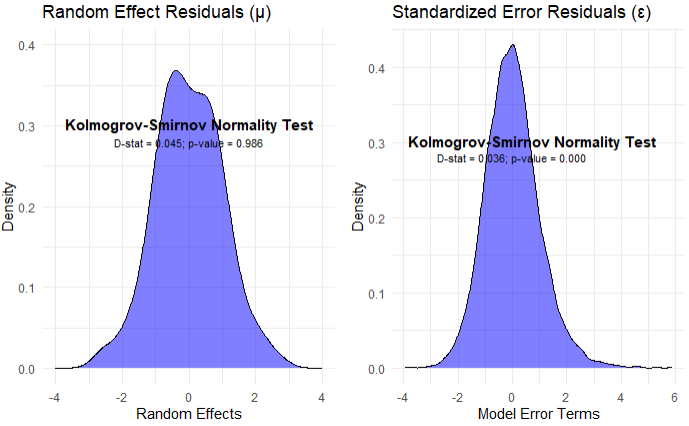 Random Effect Residuals (μ)
Kolmogrov-Smirnov Normality Test
D-stat = 0.045; p-value = 0.986
Density
0.4
0.3
0.2
0.1
0.0
-4 -2 0 2 4
Random Effects
Standardized Error Residuals (ε)
Kolmogrov-Smirnov Normality Test
D-stat = 0.036; p-value = 0.000
Density
0.4
0.3
0.2
0.1
0.0
-4 -2 0 2 4 6
Model Error Terms